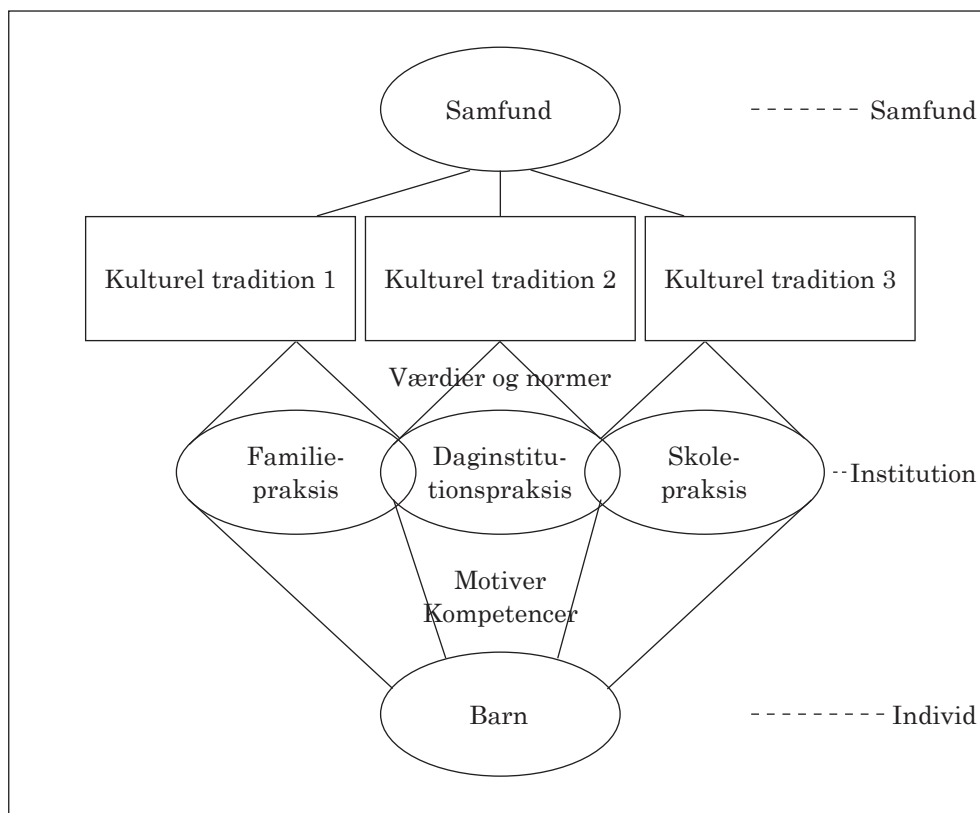 Samfund
Samfund
Kulturel tradition 1
Kulturel tradition 2
Kulturel tradition 3
Værdier og normer
Familie-
praksis
Daginstitu-
tionspraksis
Skole-
praksis
Institution
Motiver
Kompetencer
Barn
Individ